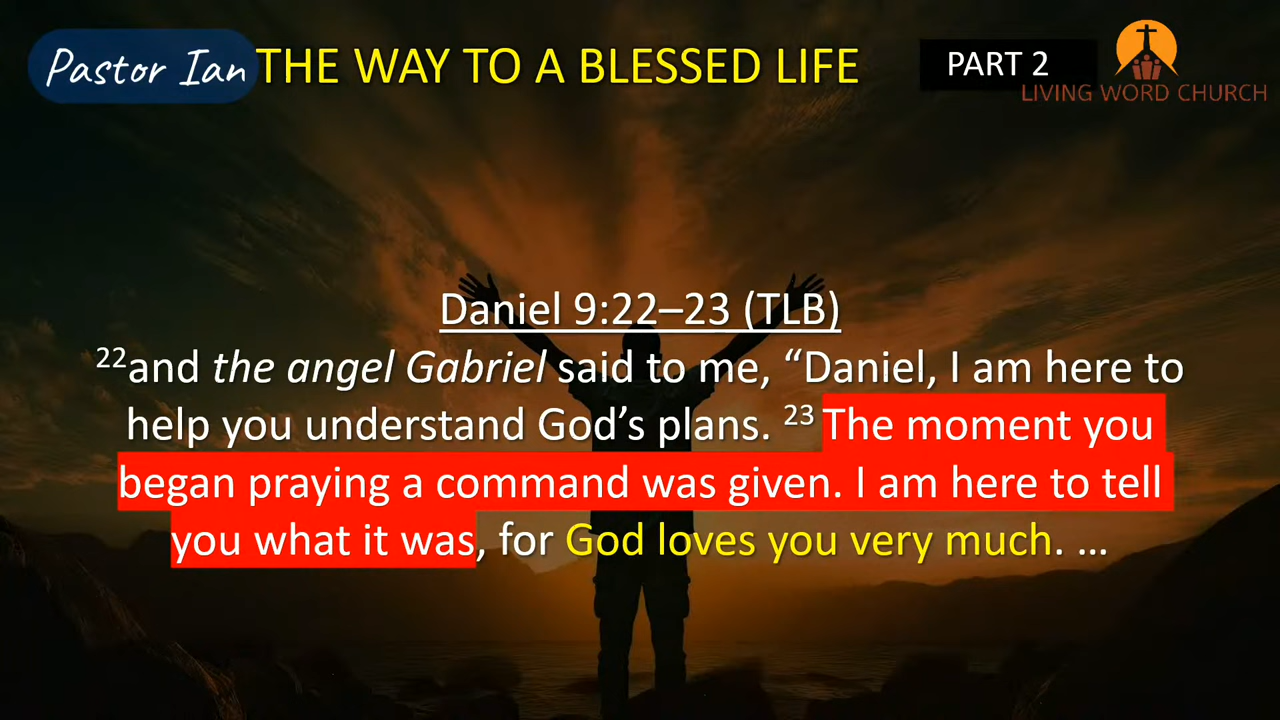 Pastor Ian THE WAY TO A BLESSED LIFE PART 2
LIVING WORD CHURCH
Daniel 9:22–23 (TLB)
22and the angel Gabriel said to me, “Daniel, I am here to
help you understand God’s plans. 23 The moment you
began praying a command was given. I am here to tell
you what it was, for God loves you very much. …